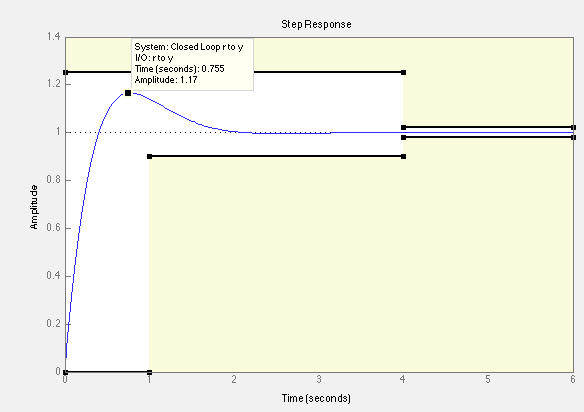 Step Response
System: Closed Loop r to y
I/O: r to y
Time (seconds): 0.755
Amplitude: 1.17
1.4
1.2
1
0.8
0.6
0.4
0.2
0
Amplitude
0 1 2 3 4 5 6
Time (seconds)